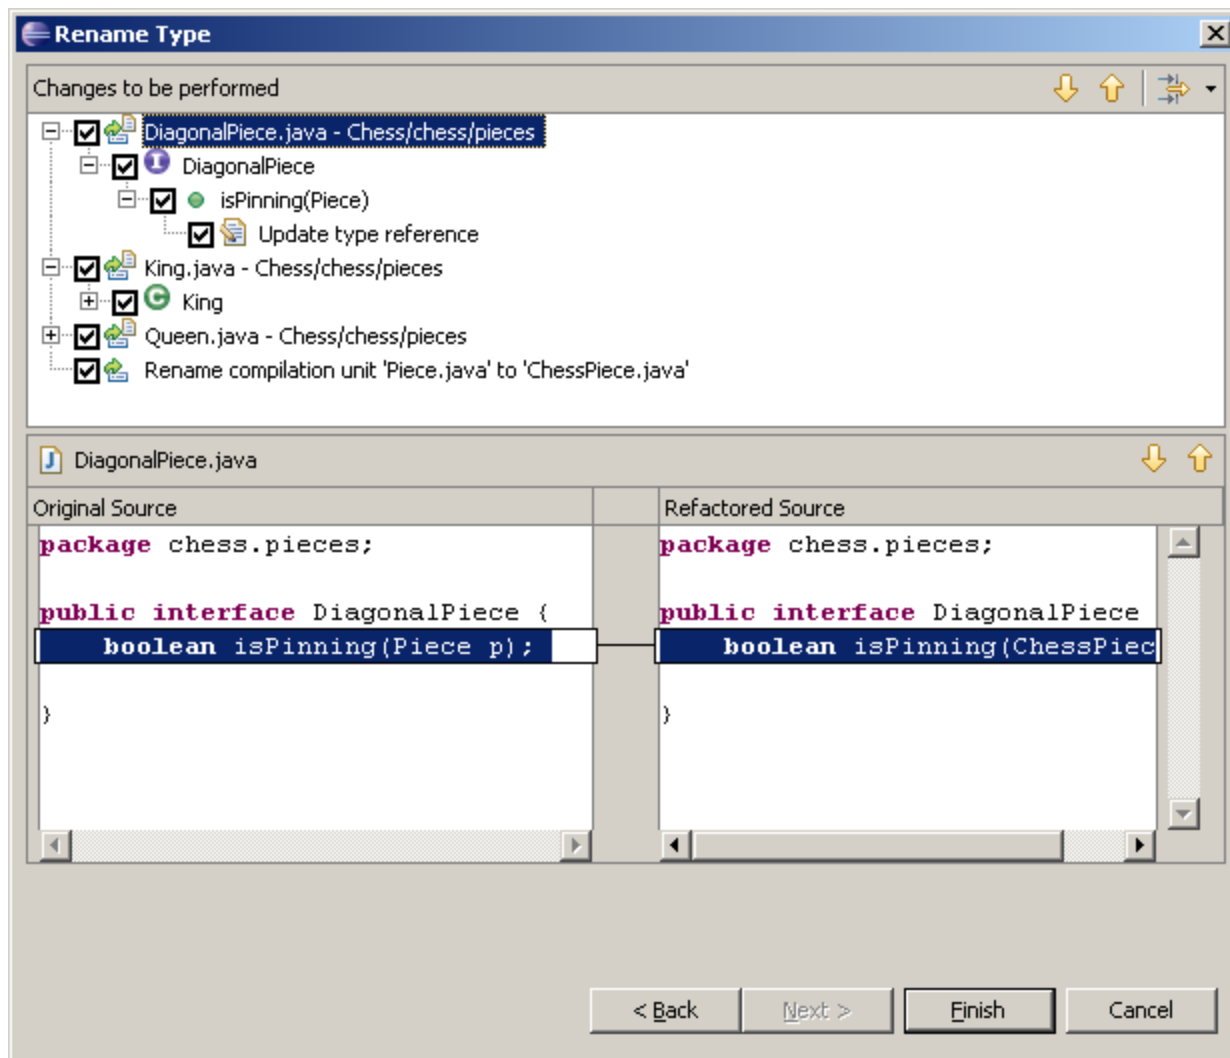 Rename Type
Changes to be performed
DiagonalPiece.java - Chess/chess/pieces
DiagonalPiece
isPinning(Piece)
Update type reference
King.java - Chess/chess/pieces
King
Queen.java - Chess/chess/pieces
Rename compilation unit 'Piece.java' to 'ChessPiece.java'
DiagonalPiece.java
Original Source
Refactored Source
package chess.pieces;
public interface DiagonalPiece {
boolean isPinning(Piece p);
}
package chess.pieces;
public interface DiagonalPiece
boolean isPinning(ChessPiec
}
< Back
Next >
Finish
Cancel